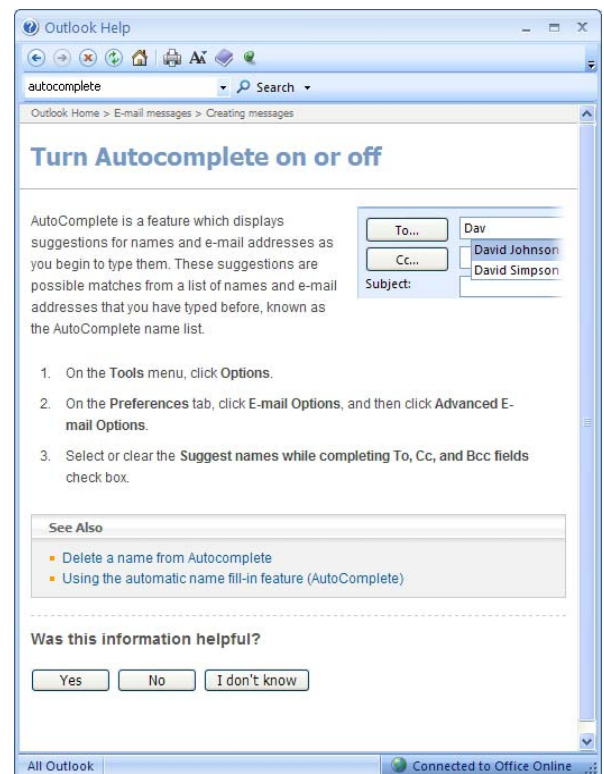 Outlook Help
autocomplete
Search
Outlook Home > E-mail messages > Creating messages
Turn Autocomplete on or off
AutoComplete is a feature which displays
suggestions for names and e-mail addresses as
you begin to type them. These suggestions are
possible matches from a list of names and e-mail
addresses that you have typed before, known as
the AutoComplete name list.
To... Dav
David Johnson
Cc...
David Simpson
Subject:
1. On the Tools menu, click Options.
2. On the Preferences tab, click E-mail Options, and then click Advanced E-
mail Options.
3. Select or clear the Suggest names while completing To, Cc, and Bcc fields
check box.
See Also
Delete a name from Autocomplete
Using the automatic name fill-in feature (AutoComplete)
Was this information helpful?
Yes No I don't know
All Outlook Connected to Office Online